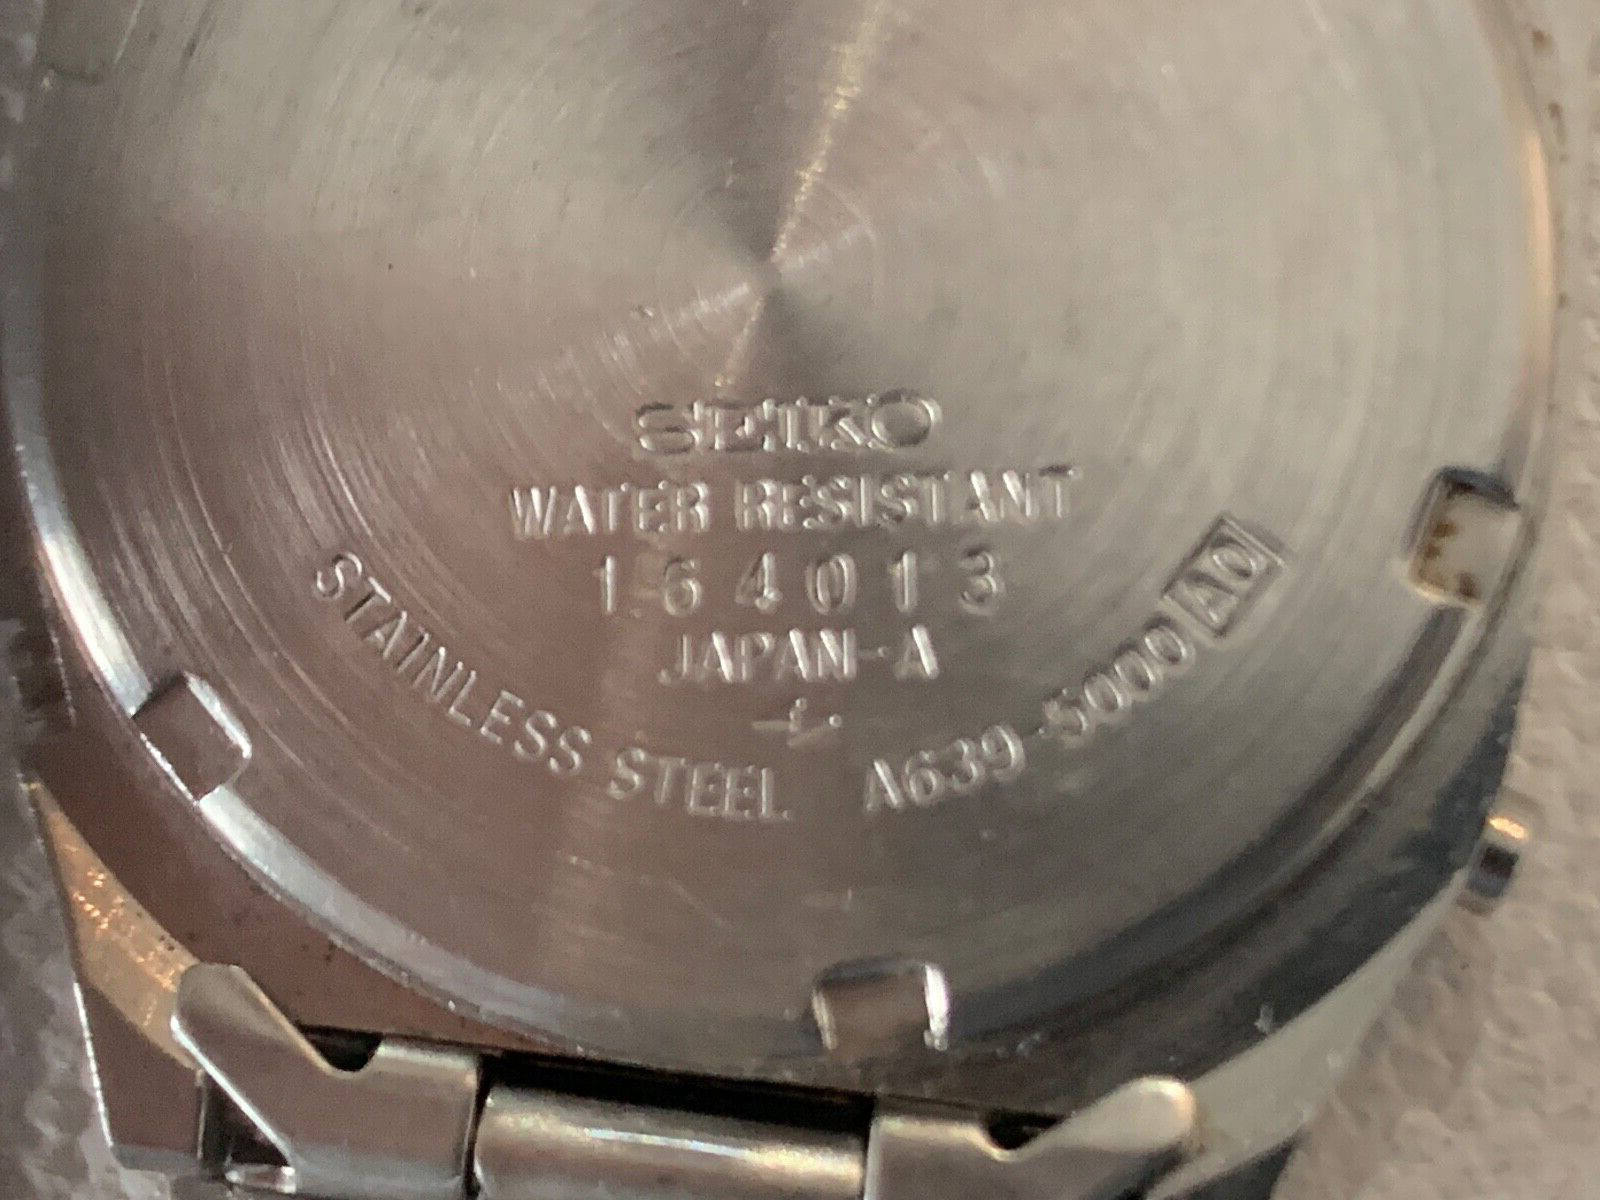 SEIKO
WATER RESISTANT
164013
JAPAN-A
STAINLESS STEEL A639-5000 A0